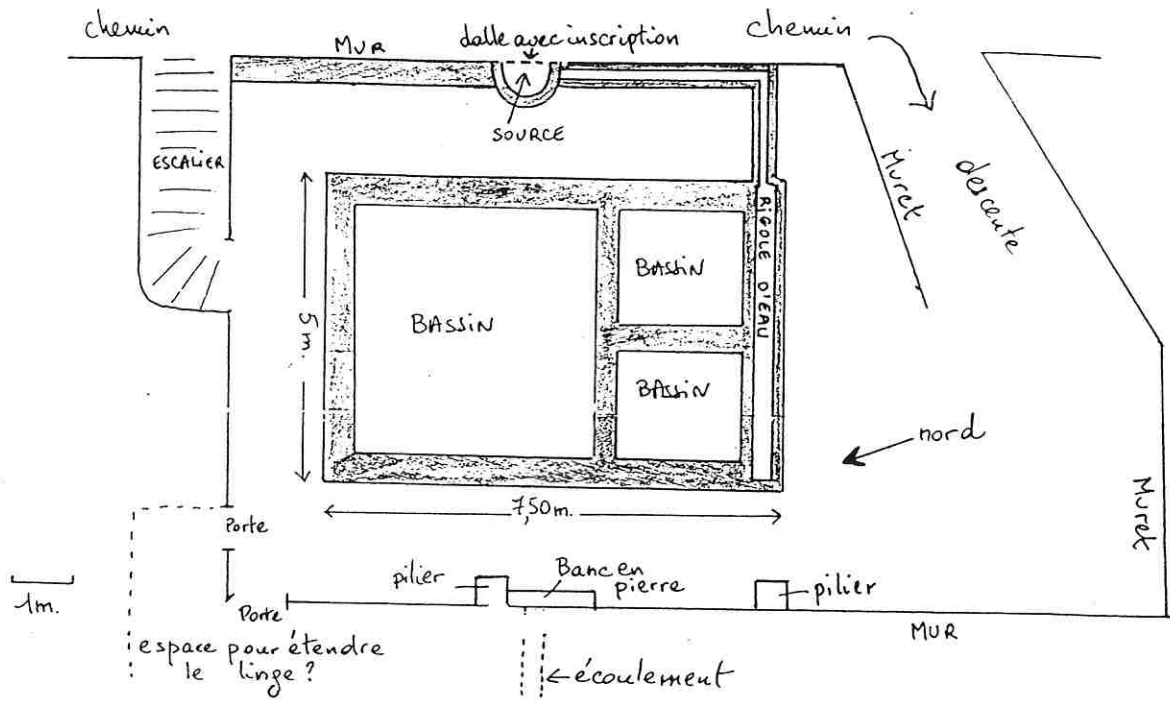 chemin
MUR
dalle avec inscription
chemin
SOURCE
ESCALIER
Muret
descente
RIGOLE D'EAU
BASSIN
BASSIN
BASSIN
5 m.
nord
7,50 m.
Muret
Porte
1m.
Porte
pilier
Banc en
pierre
pilier
MUR
espace pour étendre
le linge ?
écoulement